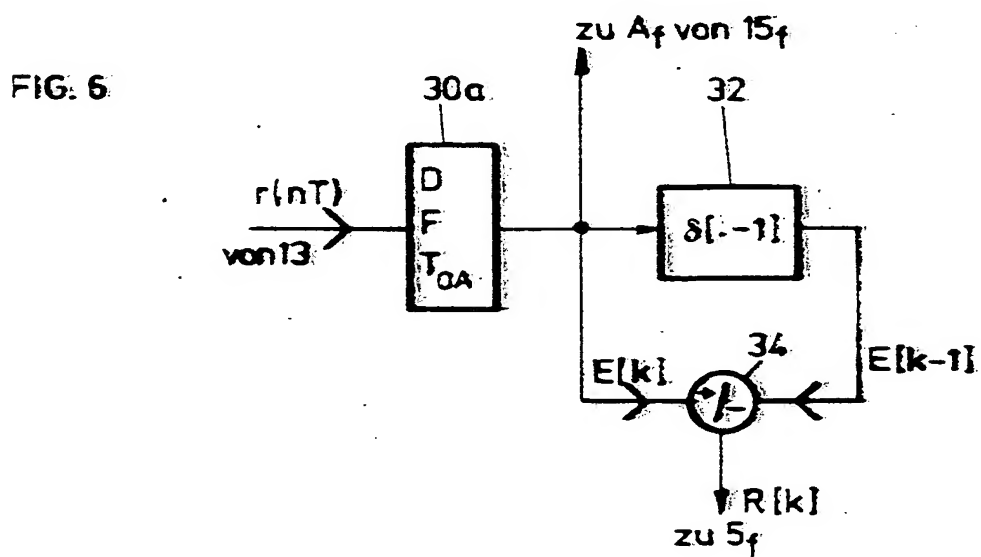 zu A_f von 15_f
FIG. 6
30a
32
D
F
T_0A
r(nT)
von 13
δ[.-1]
34
E[k]
E[k-1]
R[k]
zu 5_f